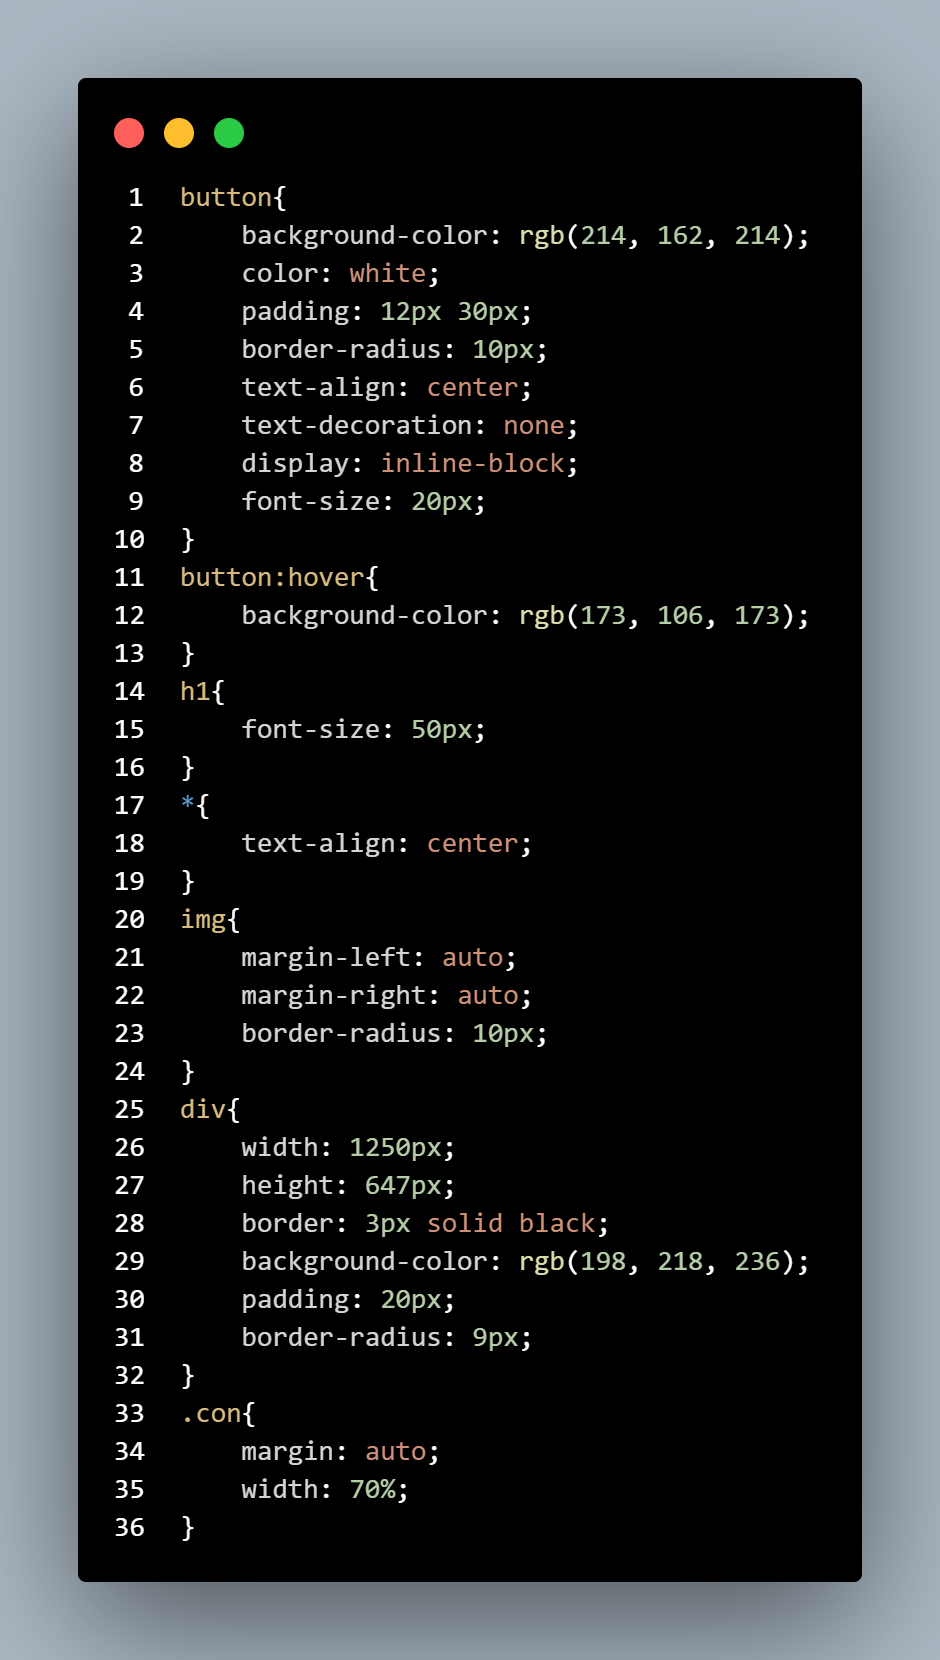 1 button{
2     background-color: rgb(214, 162, 214);
3     color: white;
4     padding: 12px 30px;
5     border-radius: 10px;
6     text-align: center;
7     text-decoration: none;
8     display: inline-block;
9     font-size: 20px;
10 }
11 button:hover{
12     background-color: rgb(173, 106, 173);
13 }
14 h1{
15     font-size: 50px;
16 }
17 *{
18     text-align: center;
19 }
20 img{
21     margin-left: auto;
22     margin-right: auto;
23     border-radius: 10px;
24 }
25 div{
26     width: 1250px;
27     height: 647px;
28     border: 3px solid black;
29     background-color: rgb(198, 218, 236);
30     padding: 20px;
31     border-radius: 9px;
32 }
33 .con{
34     margin: auto;
35     width: 70%;
36 }